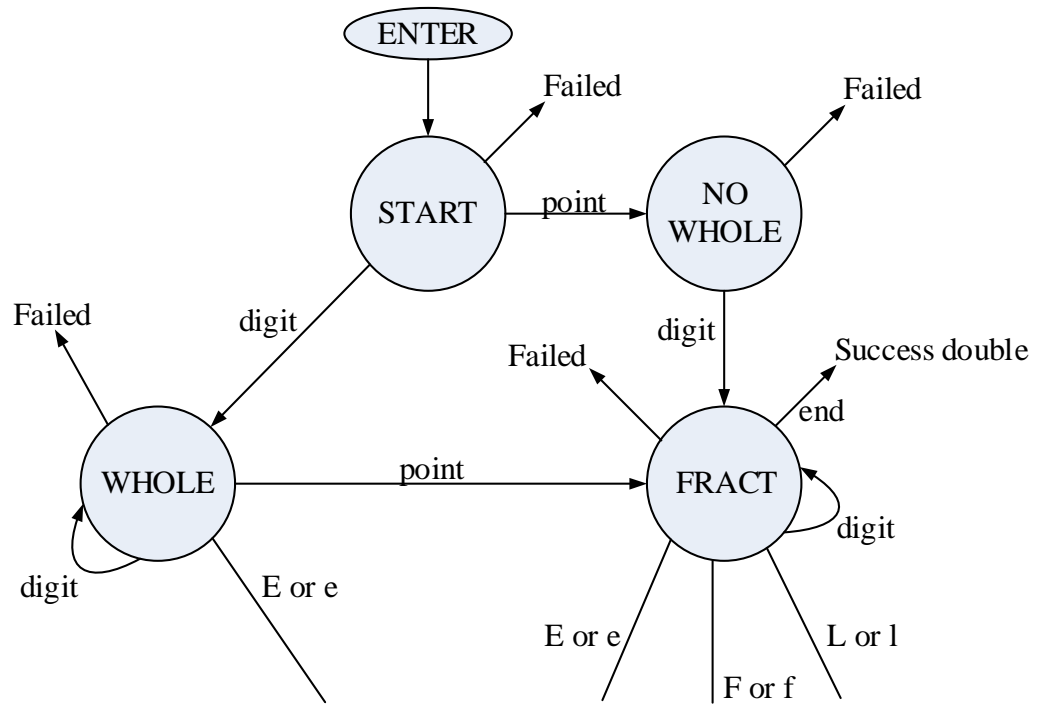 ENTER
Failed
Failed
START
point
NO
WHOLE
Failed
digit
digit
Failed
Success double
end
WHOLE
point
FRACT
digit
digit
E or e
E or e
L or l
F or f